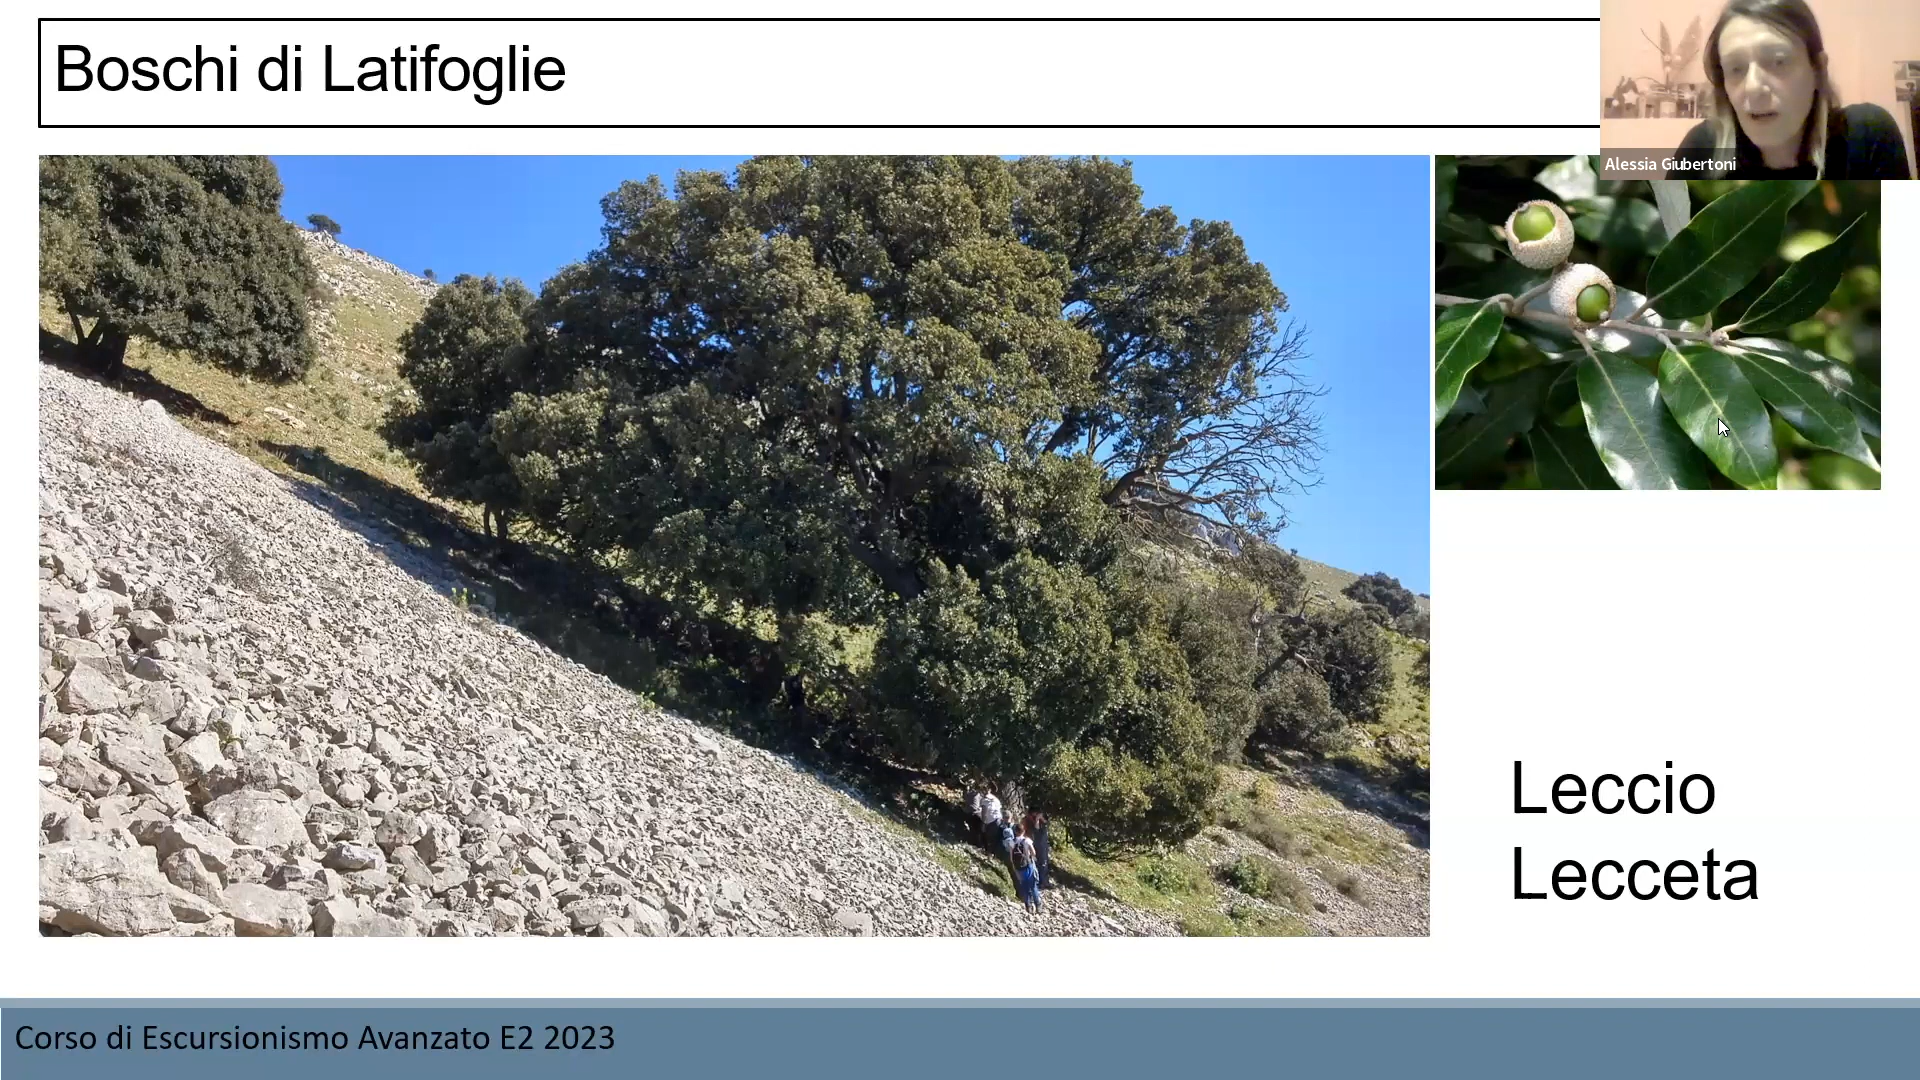 Boschi di Latifoglie
Alessia Giubertoni
Leccio
Lecceta
Corso di Escursionismo Avanzato E2 2023